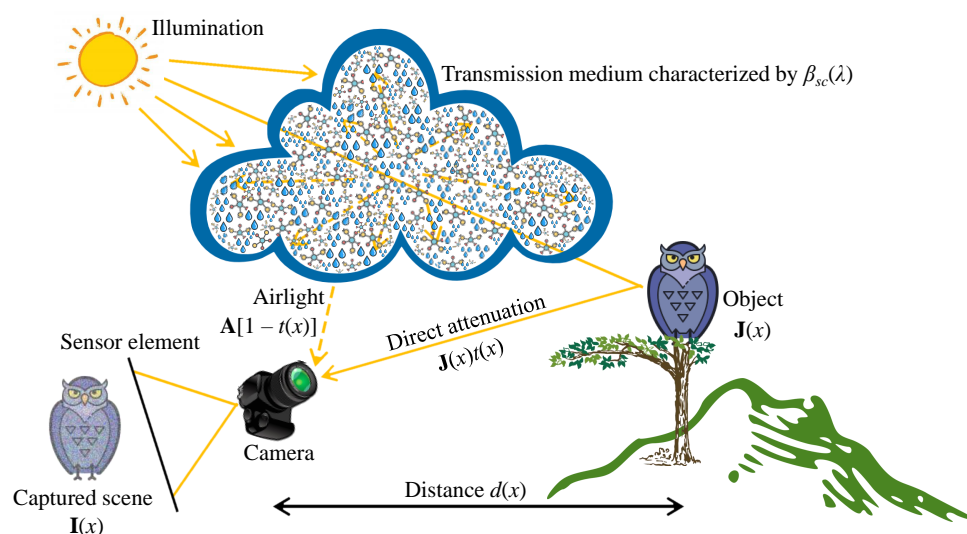 Illumination
Transmission medium characterized by βsc(λ)
Airlight
A[1 – t(x)]
Direct attenuation
J(x)t(x)
Object
J(x)
Sensor element
Camera
Captured scene
I(x)
Distance d(x)